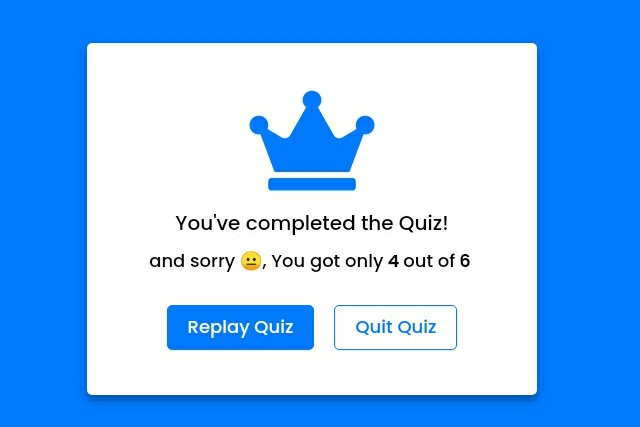 You've completed the Quiz!
and sorry 😐, You got only 4 out of 6
Replay Quiz
Quit Quiz